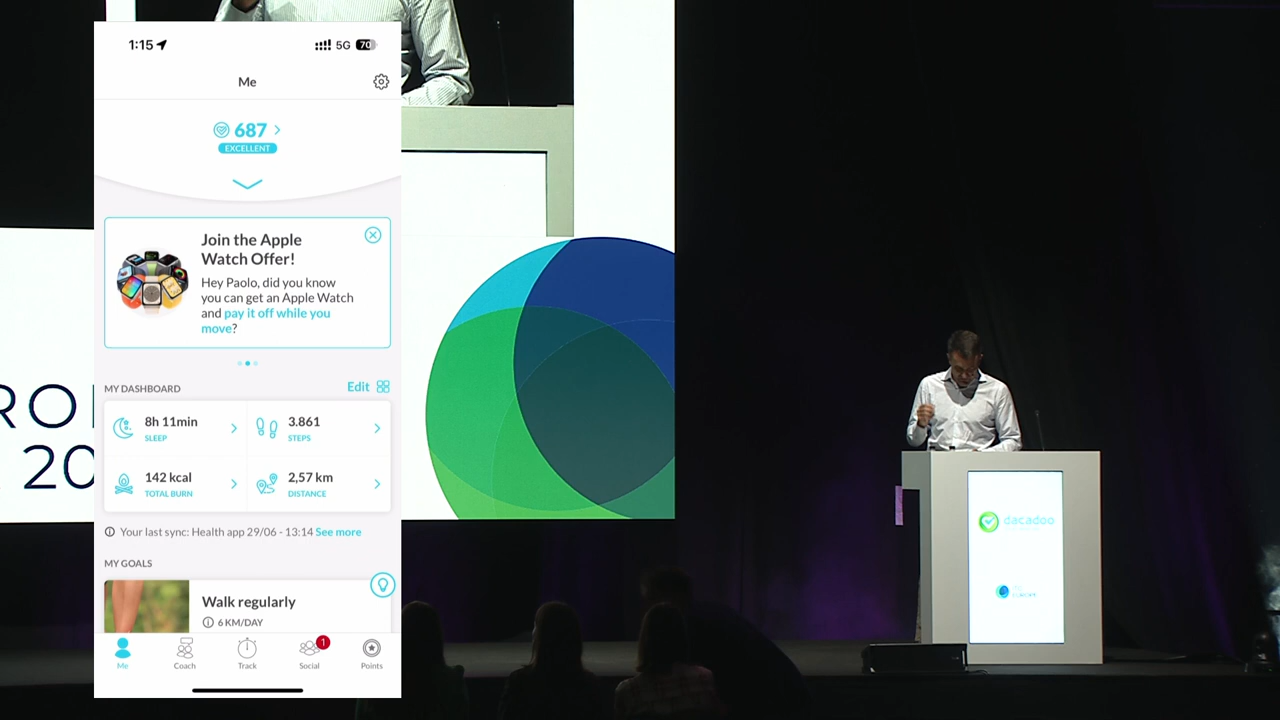 1:15
5G 70
Me
687
EXCELLENT
Join the Apple
Watch Offer!
Hey Paolo, did you know
you can get an Apple Watch
and pay it off while you
move?
MY DASHBOARD
Edit
8h 11min
SLEEP
3.861
STEPS
142 kcal
TOTAL BURN
2,57 km
DISTANCE
Your last sync: Health app 29/06 - 13:14 See more
MY GOALS
Walk regularly
6 KM/DAY
1
Me
Coach
Track
Social
Points
20
dacadoo